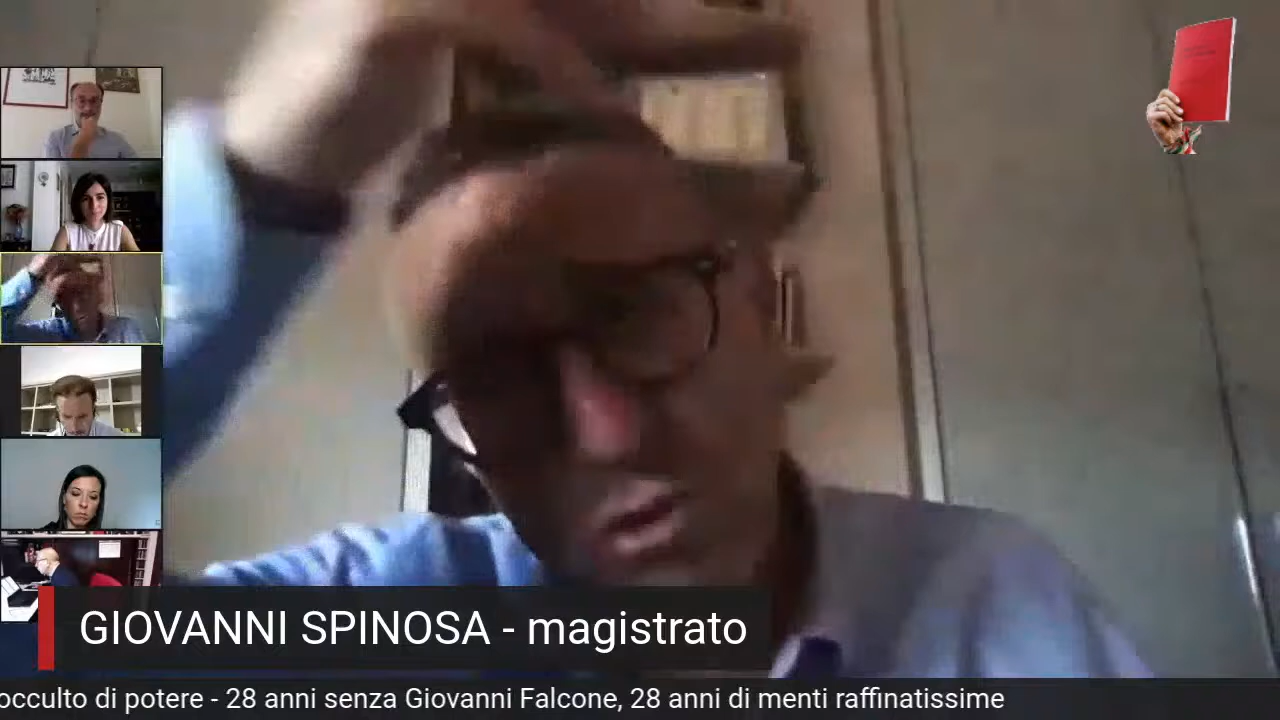 GIOVANNI SPINOSA - magistrato
occulto di potere - 28 anni senza Giovanni Falcone, 28 anni di menti raffinatissime